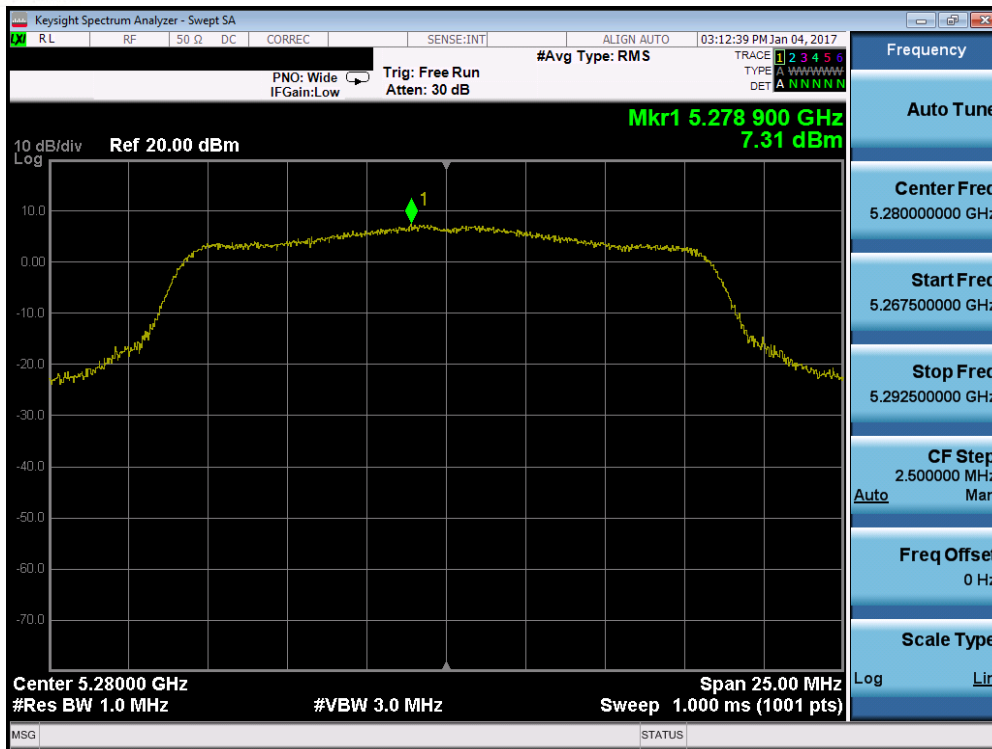 Keysight Spectrum Analyzer - Swept SA
LXI RL RF 50 Ω DC CORREC SENSE:INT ALIGN AUTO 03:12:39 PM Jan 04, 2017
PNO: Wide
IFGain:Low
Trig: Free Run
Atten: 30 dB
#Avg Type: RMS
TRACE 1 2 3 4 5 6
TYPE A WWWWW
DET A N N N N N
Mkr1 5.278 900 GHz
7.31 dBm
10 dB/div Ref 20.00 dBm
Log
1
10.0
0.00
-10.0
-20.0
-30.0
-40.0
-50.0
-60.0
-70.0
Center 5.28000 GHz Span 25.00 MHz
#Res BW 1.0 MHz #VBW 3.0 MHz Sweep 1.000 ms (1001 pts)
MSG STATUS
Frequency
Auto Tune
Center Freq
5.280000000 GHz
Start Freq
5.267500000 GHz
Stop Freq
5.292500000 GHz
CF Step
2.500000 MHz
Auto Man
Freq Offset
0 Hz
Scale Type
Log Lin